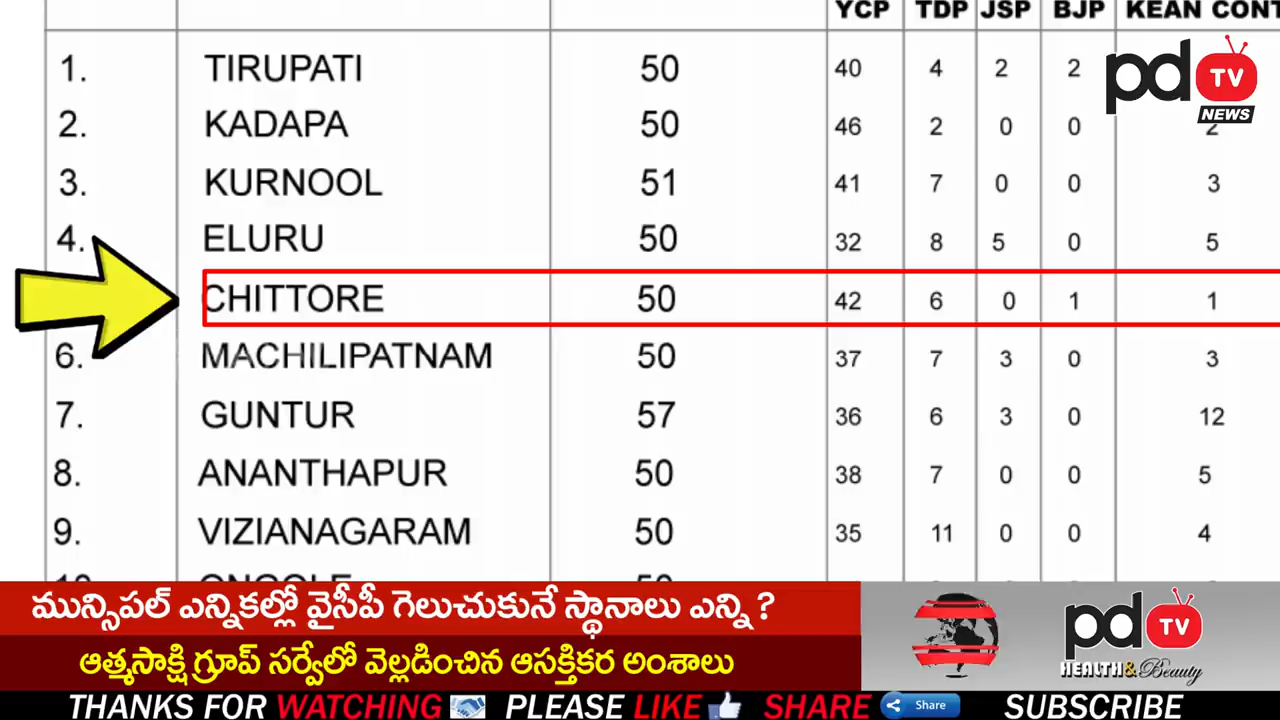 YCP TDP JSP BJP KEAN CONT
1. TIRUPATI 50 40 4 2 2
2. KADAPA 50 46 2 0 0 2
3. KURNOOL 51 41 7 0 0 3
4. ELURU 50 32 8 5 0 5
CHITTORE 50 42 6 0 1 1
6. MACHILIPATNAM 50 37 7 3 0 3
7. GUNTUR 57 36 6 3 0 12
8. ANANTHAPUR 50 38 7 0 0 5
9. VIZIANAGARAM 50 35 11 0 0 4
10. ONGOLE 50
pd TV NEWS
మున్సిపల్ ఎన్నికల్లో వైసీపీ గెలుచుకునే స్థానాలు ఎన్ని ?
ఆత్మసాక్షి గ్రూప్ సర్వేలో వెల్లడించిన ఆసక్తికర అంశాలు
pd TV
HEALTH & Beauty
THANKS FOR WATCHING PLEASE LIKE SHARE Share SUBSCRIBE